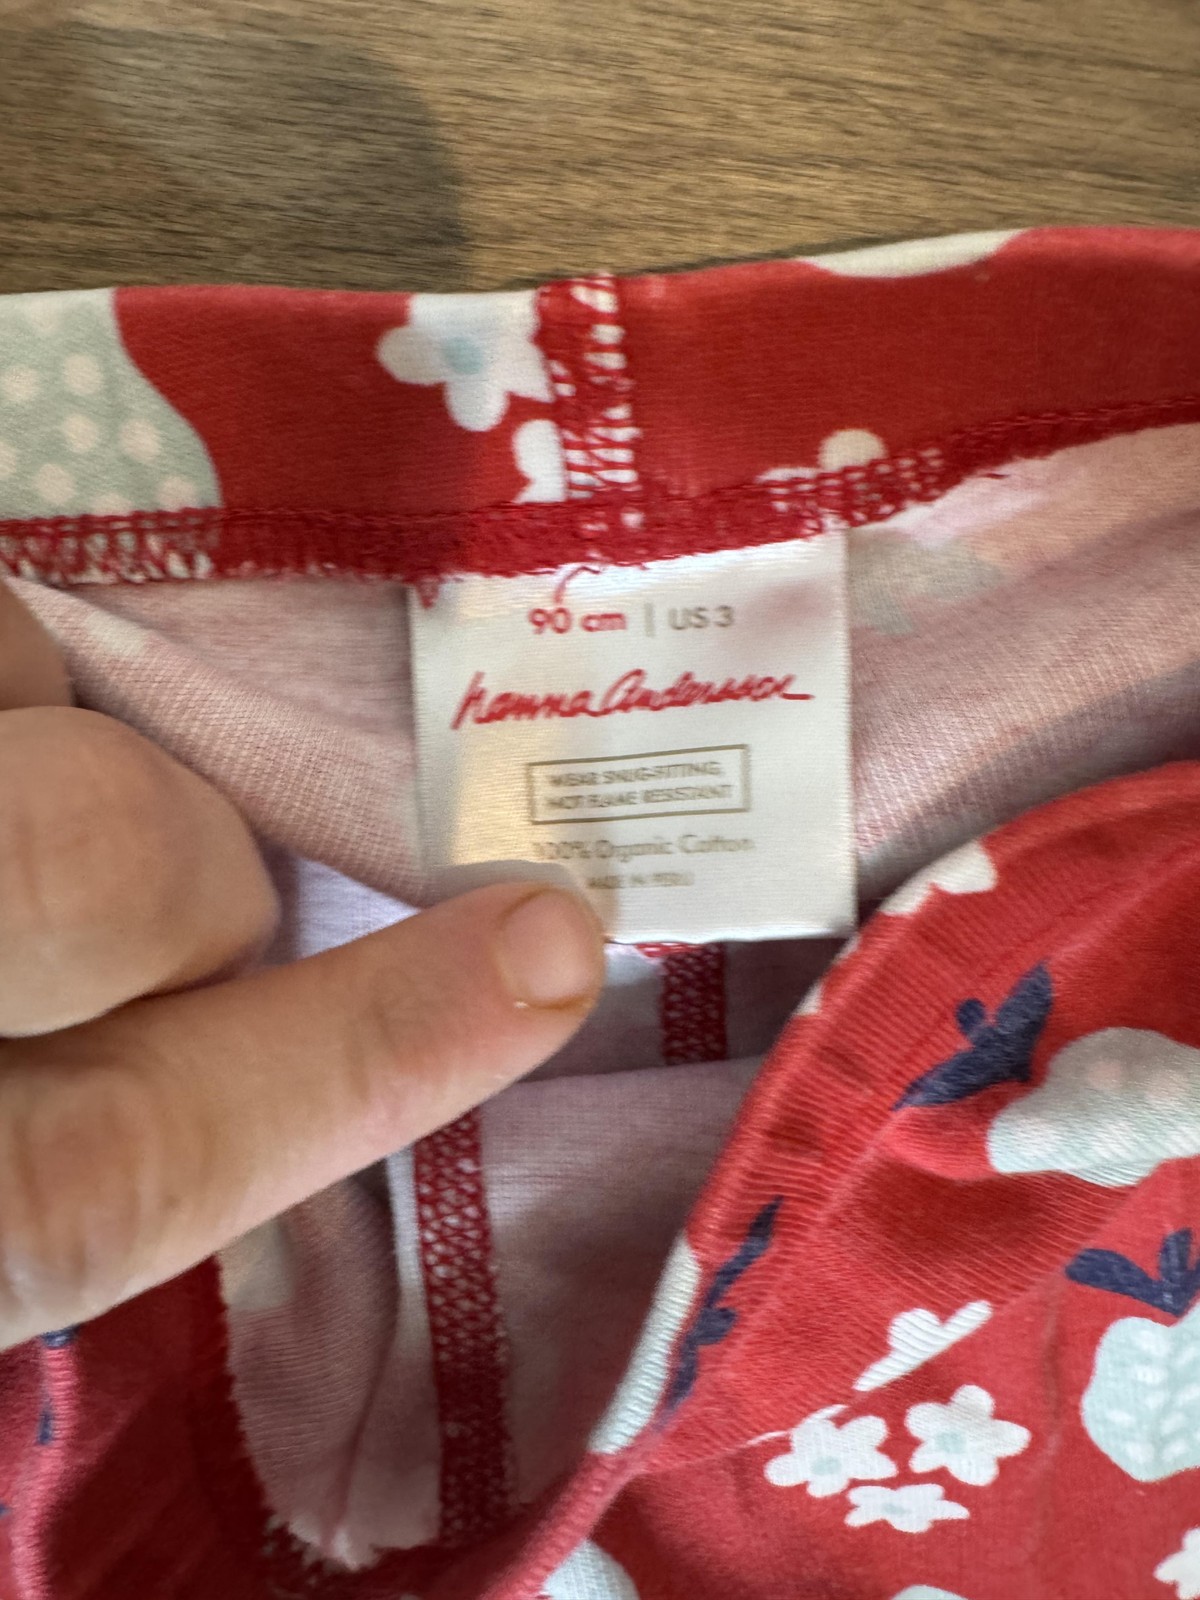 90 cm | US 3
hanna Andersson
WEAR SNUG-FITTING,
NOT FLAME RESISTANT
100% Organic Cotton
MADE IN PERU